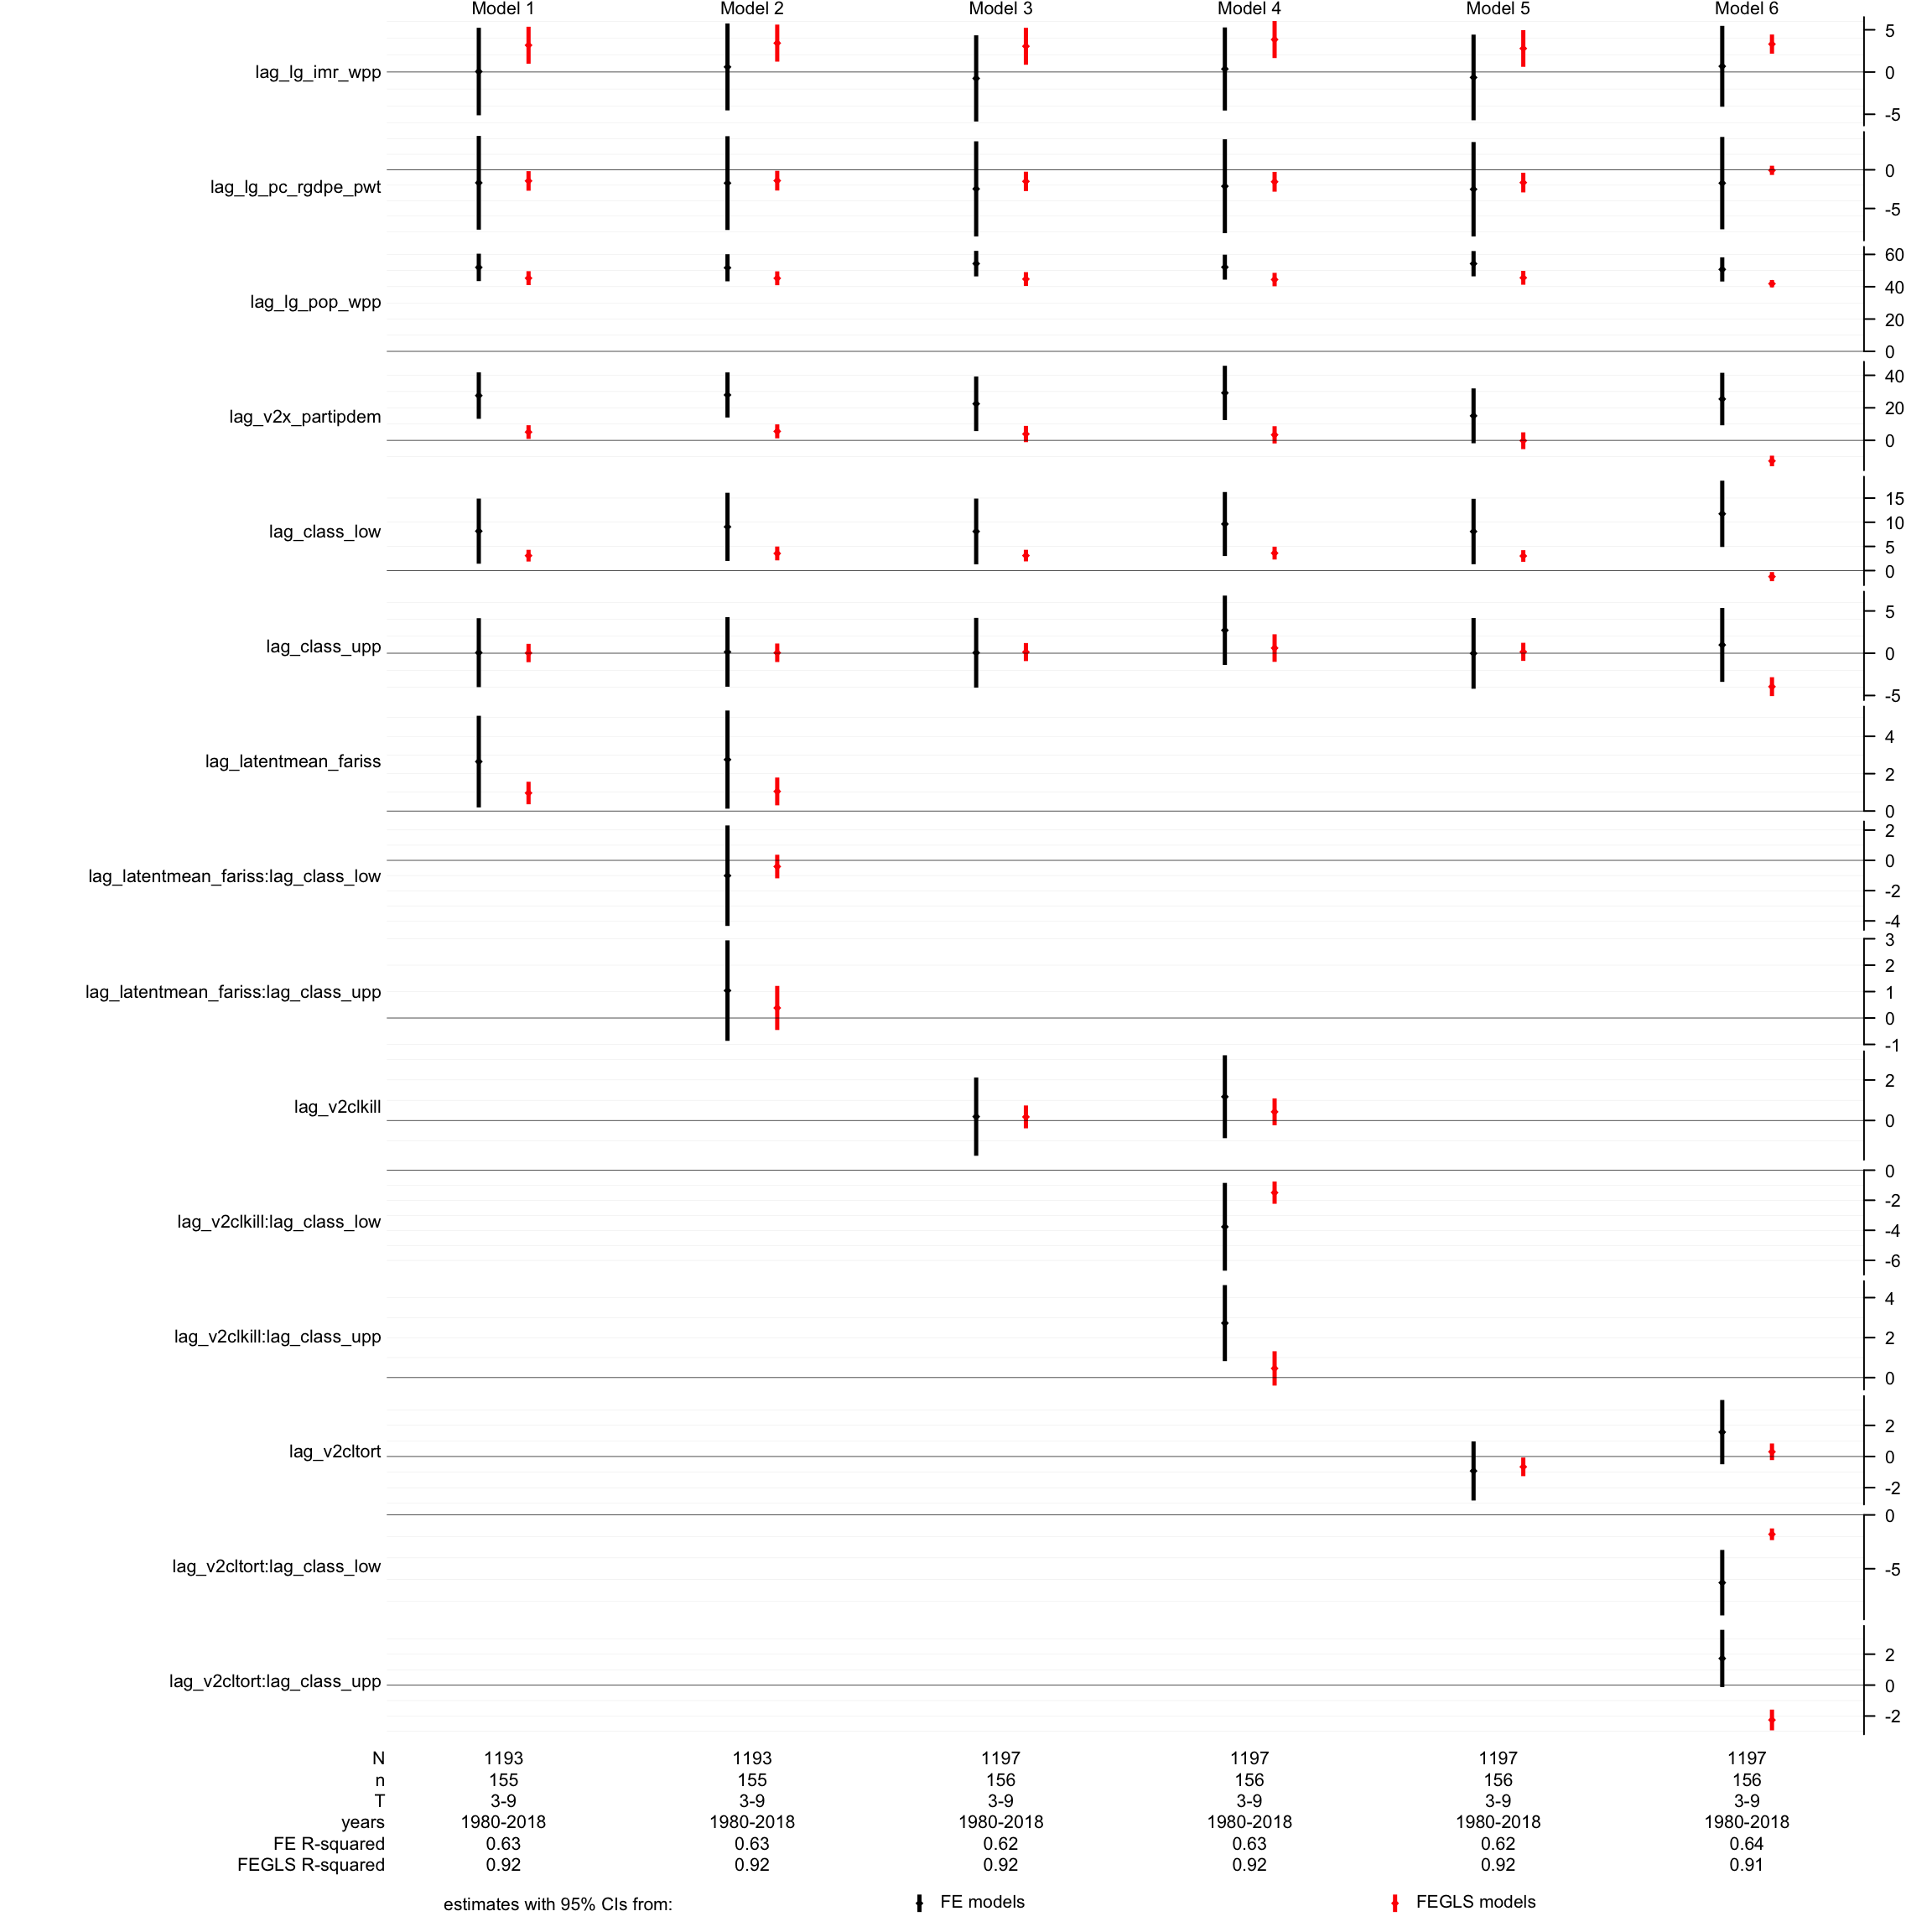 Model 1 Model 2 Model 3 Model 4 Model 5 Model 6
lag_lg_imr_wpp 5 0 -5
lag_lg_pc_rgdpe_pwt 0 -5
lag_lg_pop_wpp 60 40 20 0
lag_v2x_partipdem 40 20 0
lag_class_low 15 10 5 0
lag_class_upp 5 0 -5
lag_latentmean_fariss 4 2 0
lag_latentmean_fariss:lag_class_low 2 0 -2 -4
lag_latentmean_fariss:lag_class_upp 3 2 1 0 -1
lag_v2clkill 2 0
lag_v2clkill:lag_class_low 0 -2 -4 -6
lag_v2clkill:lag_class_upp 4 2 0
lag_v2cltort 2 0 -2
lag_v2cltort:lag_class_low 0 -5
lag_v2cltort:lag_class_upp 2 0 -2
N 1193 1193 1197 1197 1197 1197
n 155 155 156 156 156 156
T 3-9 3-9 3-9 3-9 3-9 3-9
years 1980-2018 1980-2018 1980-2018 1980-2018 1980-2018 1980-2018
FE R-squared 0.63 0.63 0.62 0.63 0.62 0.64
FEGLS R-squared 0.92 0.92 0.92 0.92 0.92 0.91
estimates with 95% CIs from: FE models FEGLS models